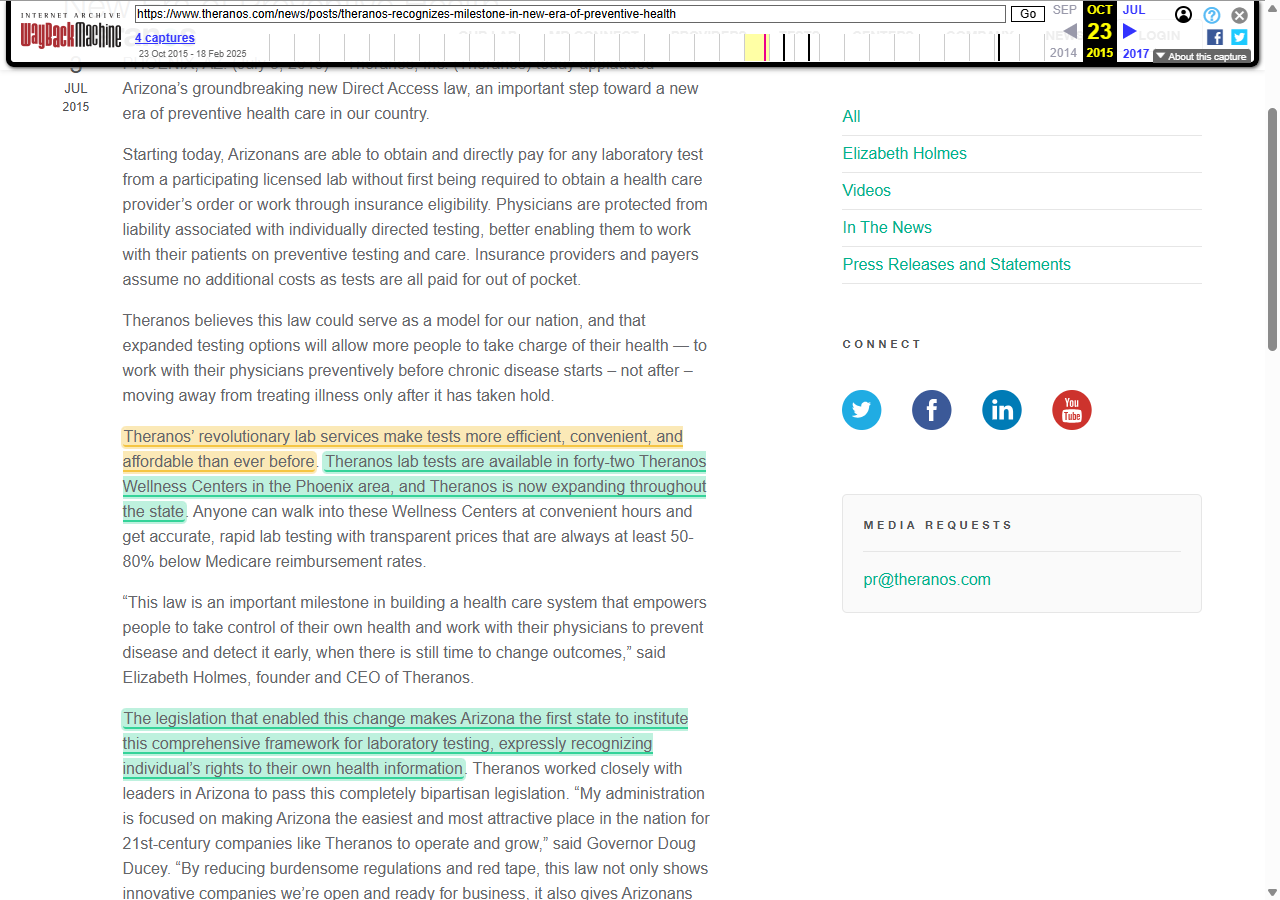 INTERNET ARCHIVE
WayBackMachine
https://www.theranos.com/news/posts/theranos-recognizes-milestone-in-new-era-of-preventive-health
Go
4 captures
23 Oct 2015 - 18 Feb 2025
SEP
OCT
JUL
23
2014
2015
2017
About this capture
LOGIN
JUL
2015
Arizona’s groundbreaking new Direct Access law, an important step toward a new
era of preventive health care in our country.
Starting today, Arizonans are able to obtain and directly pay for any laboratory test
from a participating licensed lab without first being required to obtain a health care
provider’s order or work through insurance eligibility. Physicians are protected from
liability associated with individually directed testing, better enabling them to work
with their patients on preventive testing and care. Insurance providers and payers
assume no additional costs as tests are all paid for out of pocket.
Theranos believes this law could serve as a model for our nation, and that
expanded testing options will allow more people to take charge of their health — to
work with their physicians preventively before chronic disease starts – not after –
moving away from treating illness only after it has taken hold.
Theranos’ revolutionary lab services make tests more efficient, convenient, and
affordable than ever before. Theranos lab tests are available in forty-two Theranos
Wellness Centers in the Phoenix area, and Theranos is now expanding throughout
the state. Anyone can walk into these Wellness Centers at convenient hours and
get accurate, rapid lab testing with transparent prices that are always at least 50-
80% below Medicare reimbursement rates.
“This law is an important milestone in building a health care system that empowers
people to take control of their own health and work with their physicians to prevent
disease and detect it early, when there is still time to change outcomes,” said
Elizabeth Holmes, founder and CEO of Theranos.
The legislation that enabled this change makes Arizona the first state to institute
this comprehensive framework for laboratory testing, expressly recognizing
individual’s rights to their own health information. Theranos worked closely with
leaders in Arizona to pass this completely bipartisan legislation. “My administration
is focused on making Arizona the easiest and most attractive place in the nation for
21st-century companies like Theranos to operate and grow,” said Governor Doug
Ducey. “By reducing burdensome regulations and red tape, this law not only shows
innovative companies we’re open and ready for business, it also gives Arizonans
All
Elizabeth Holmes
Videos
In The News
Press Releases and Statements
CONNECT
You
Tube
MEDIA REQUESTS
pr@theranos.com